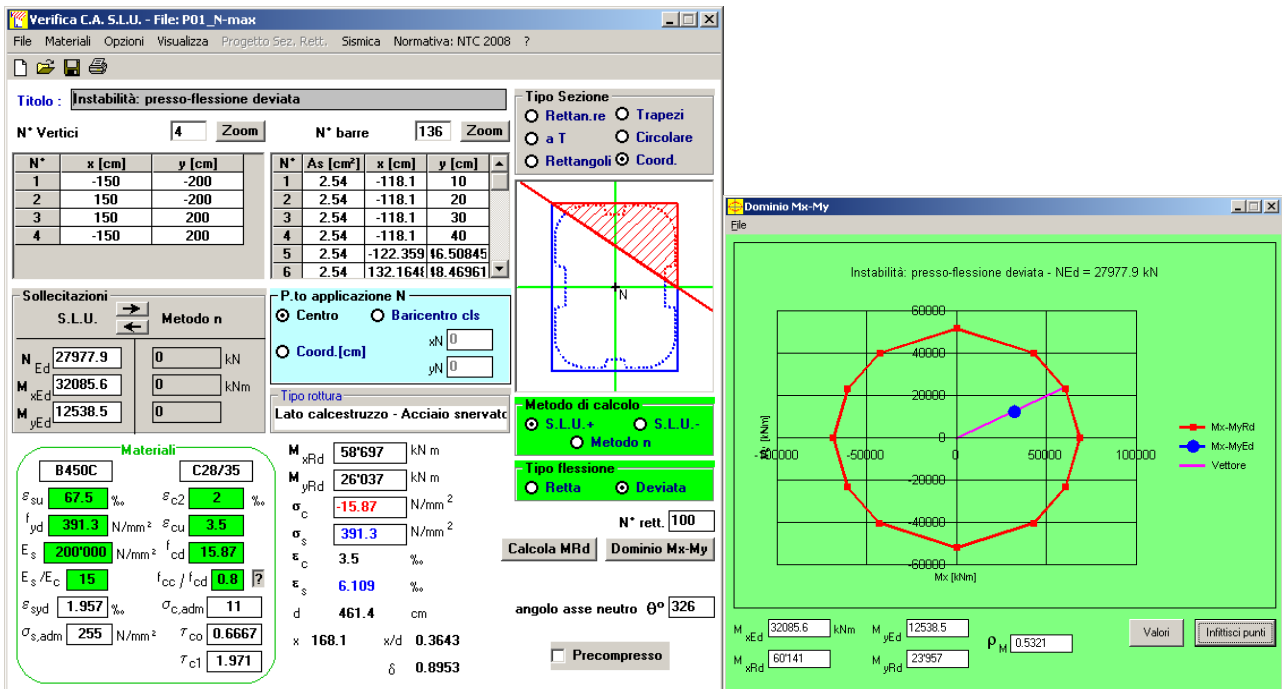 Verifica C.A. S.L.U. - File: P01_N-max
File Materiali Opzioni Visualizza Progetto Sez. Rett. Sismica Normativa: NTC 2008 ?
Titolo : Instabilità: presso-flessione deviata
N° Vertici 4 Zoom
N° barre 136 Zoom
N° x [cm] y [cm]
1 -150 -200
2 150 -200
3 150 200
4 -150 200
N° As [cm²] x [cm] y [cm]
1 2.54 -118.1 10
2 2.54 -118.1 20
3 2.54 -118.1 30
4 2.54 -118.1 40
5 2.54 -122.359 46.50845
6 2.54 132.1648 48.46961
Tipo Sezione
Rettan.re Trapezi
a T Circolare
Rettangoli Coord.
N
Sollecitazioni
S.L.U. Metodo n
N Ed 27977.9 0 kN
M xEd 32085.6 0 kNm
M yEd 12538.5 0
P.to applicazione N
Centro Baricentro cls
Coord.[cm] xN 0
yN 0
Tipo rottura
Lato calcestruzzo - Acciaio snervato
Metodo di calcolo
S.L.U.+ S.L.U.-
Metodo n
Tipo flessione
Retta Deviata
N° rett. 100
Calcola MRd Dominio Mx-My
angolo asse neutro θ° 326
Precompresso
Materiali
B450C C28/35
εsu 67.5 ‰ εc2 2 ‰
fyd 391.3 N/mm² εcu 3.5
Es 200'000 N/mm² fcd 15.87
Es/Ec 15 fcc / fcd 0.8 ?
εsyd 1.957 ‰ σc,adm 11
σs,adm 255 N/mm² τco 0.6667
τc1 1.971
M xRd 58'697 kN m
M yRd 26'037 kN m
σc -15.87 N/mm²
σs 391.3 N/mm²
εc 3.5 ‰
εs 6.109 ‰
d 461.4 cm
x 168.1 x/d 0.3643
δ 0.8953
Dominio Mx-My
File
Instabilità: presso-flessione deviata - NEd = 27977.9 kN
60000
40000
20000
0
-20000
-40000
-60000
-100000 -50000 0 50000 100000
Mx [kNm]
Mx-MyRd
Mx-MyEd
Vettore
M xEd 32085.6 kNm M yEd 12538.5
M xRd 60'141 M yRd 23'957
ρM 0.5321
Valori Infittisci punti